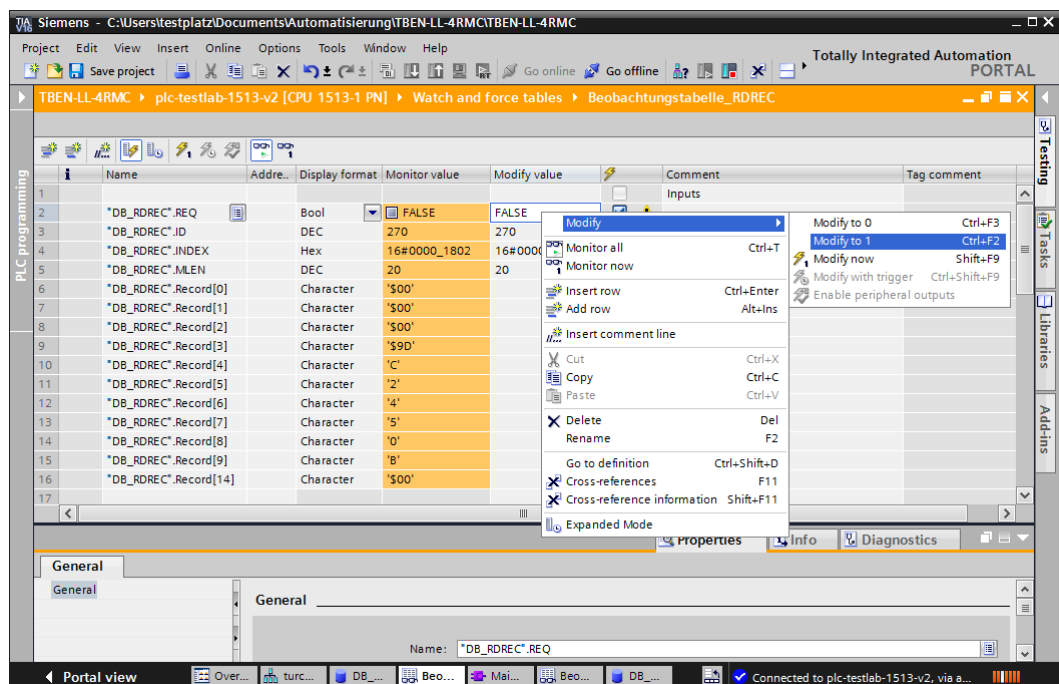 TIA V16 Siemens - C:\Users\testplatz\Documents\Automatisierung\TBEN-LL-4RMC\TBEN-LL-4RMC
Project Edit View Insert Online Options Tools Window Help
Totally Integrated Automation
PORTAL
Save project Go online Go offline
TBEN-LL-4RMC plc-testlab-1513-v2 [CPU 1513-1 PN] Watch and force tables Beobachtungstabelle_RDREC
i Name Addre.. Display format Monitor value Modify value Comment Tag comment
1 Inputs
2 "DB_RDREC".REQ Bool FALSE FALSE
3 "DB_RDREC".ID DEC 270 270
4 "DB_RDREC".INDEX Hex 16#0000_1802 16#0000
5 "DB_RDREC".MLEN DEC 20 20
6 "DB_RDREC".Record[0] Character '$00'
7 "DB_RDREC".Record[1] Character '$00'
8 "DB_RDREC".Record[2] Character '$00'
9 "DB_RDREC".Record[3] Character '$9D'
10 "DB_RDREC".Record[4] Character 'C'
11 "DB_RDREC".Record[5] Character '2'
12 "DB_RDREC".Record[6] Character '4'
13 "DB_RDREC".Record[7] Character '5'
14 "DB_RDREC".Record[8] Character '0'
15 "DB_RDREC".Record[9] Character 'B'
16 "DB_RDREC".Record[14] Character '$00'
17
Modify
Monitor all Ctrl+T
Monitor now
Insert row Ctrl+Enter
Add row Alt+Ins
Insert comment line
Cut Ctrl+X
Copy Ctrl+C
Paste Ctrl+V
Delete Del
Rename F2
Go to definition Ctrl+Shift+D
Cross-references F11
Cross-reference information Shift+F11
Expanded Mode
Modify to 0 Ctrl+F3
Modify to 1 Ctrl+F2
Modify now Shift+F9
Modify with trigger Ctrl+Shift+F9
Enable peripheral outputs
PLC programming
Testing
Tasks
Libraries
Add-ins
Properties Info Diagnostics
General
General
General
Name: "DB_RDREC".REQ
Portal view Over... turc... DB_... Beo... Mai... Beo... DB_... Connected to plc-testlab-1513-v2, via a...